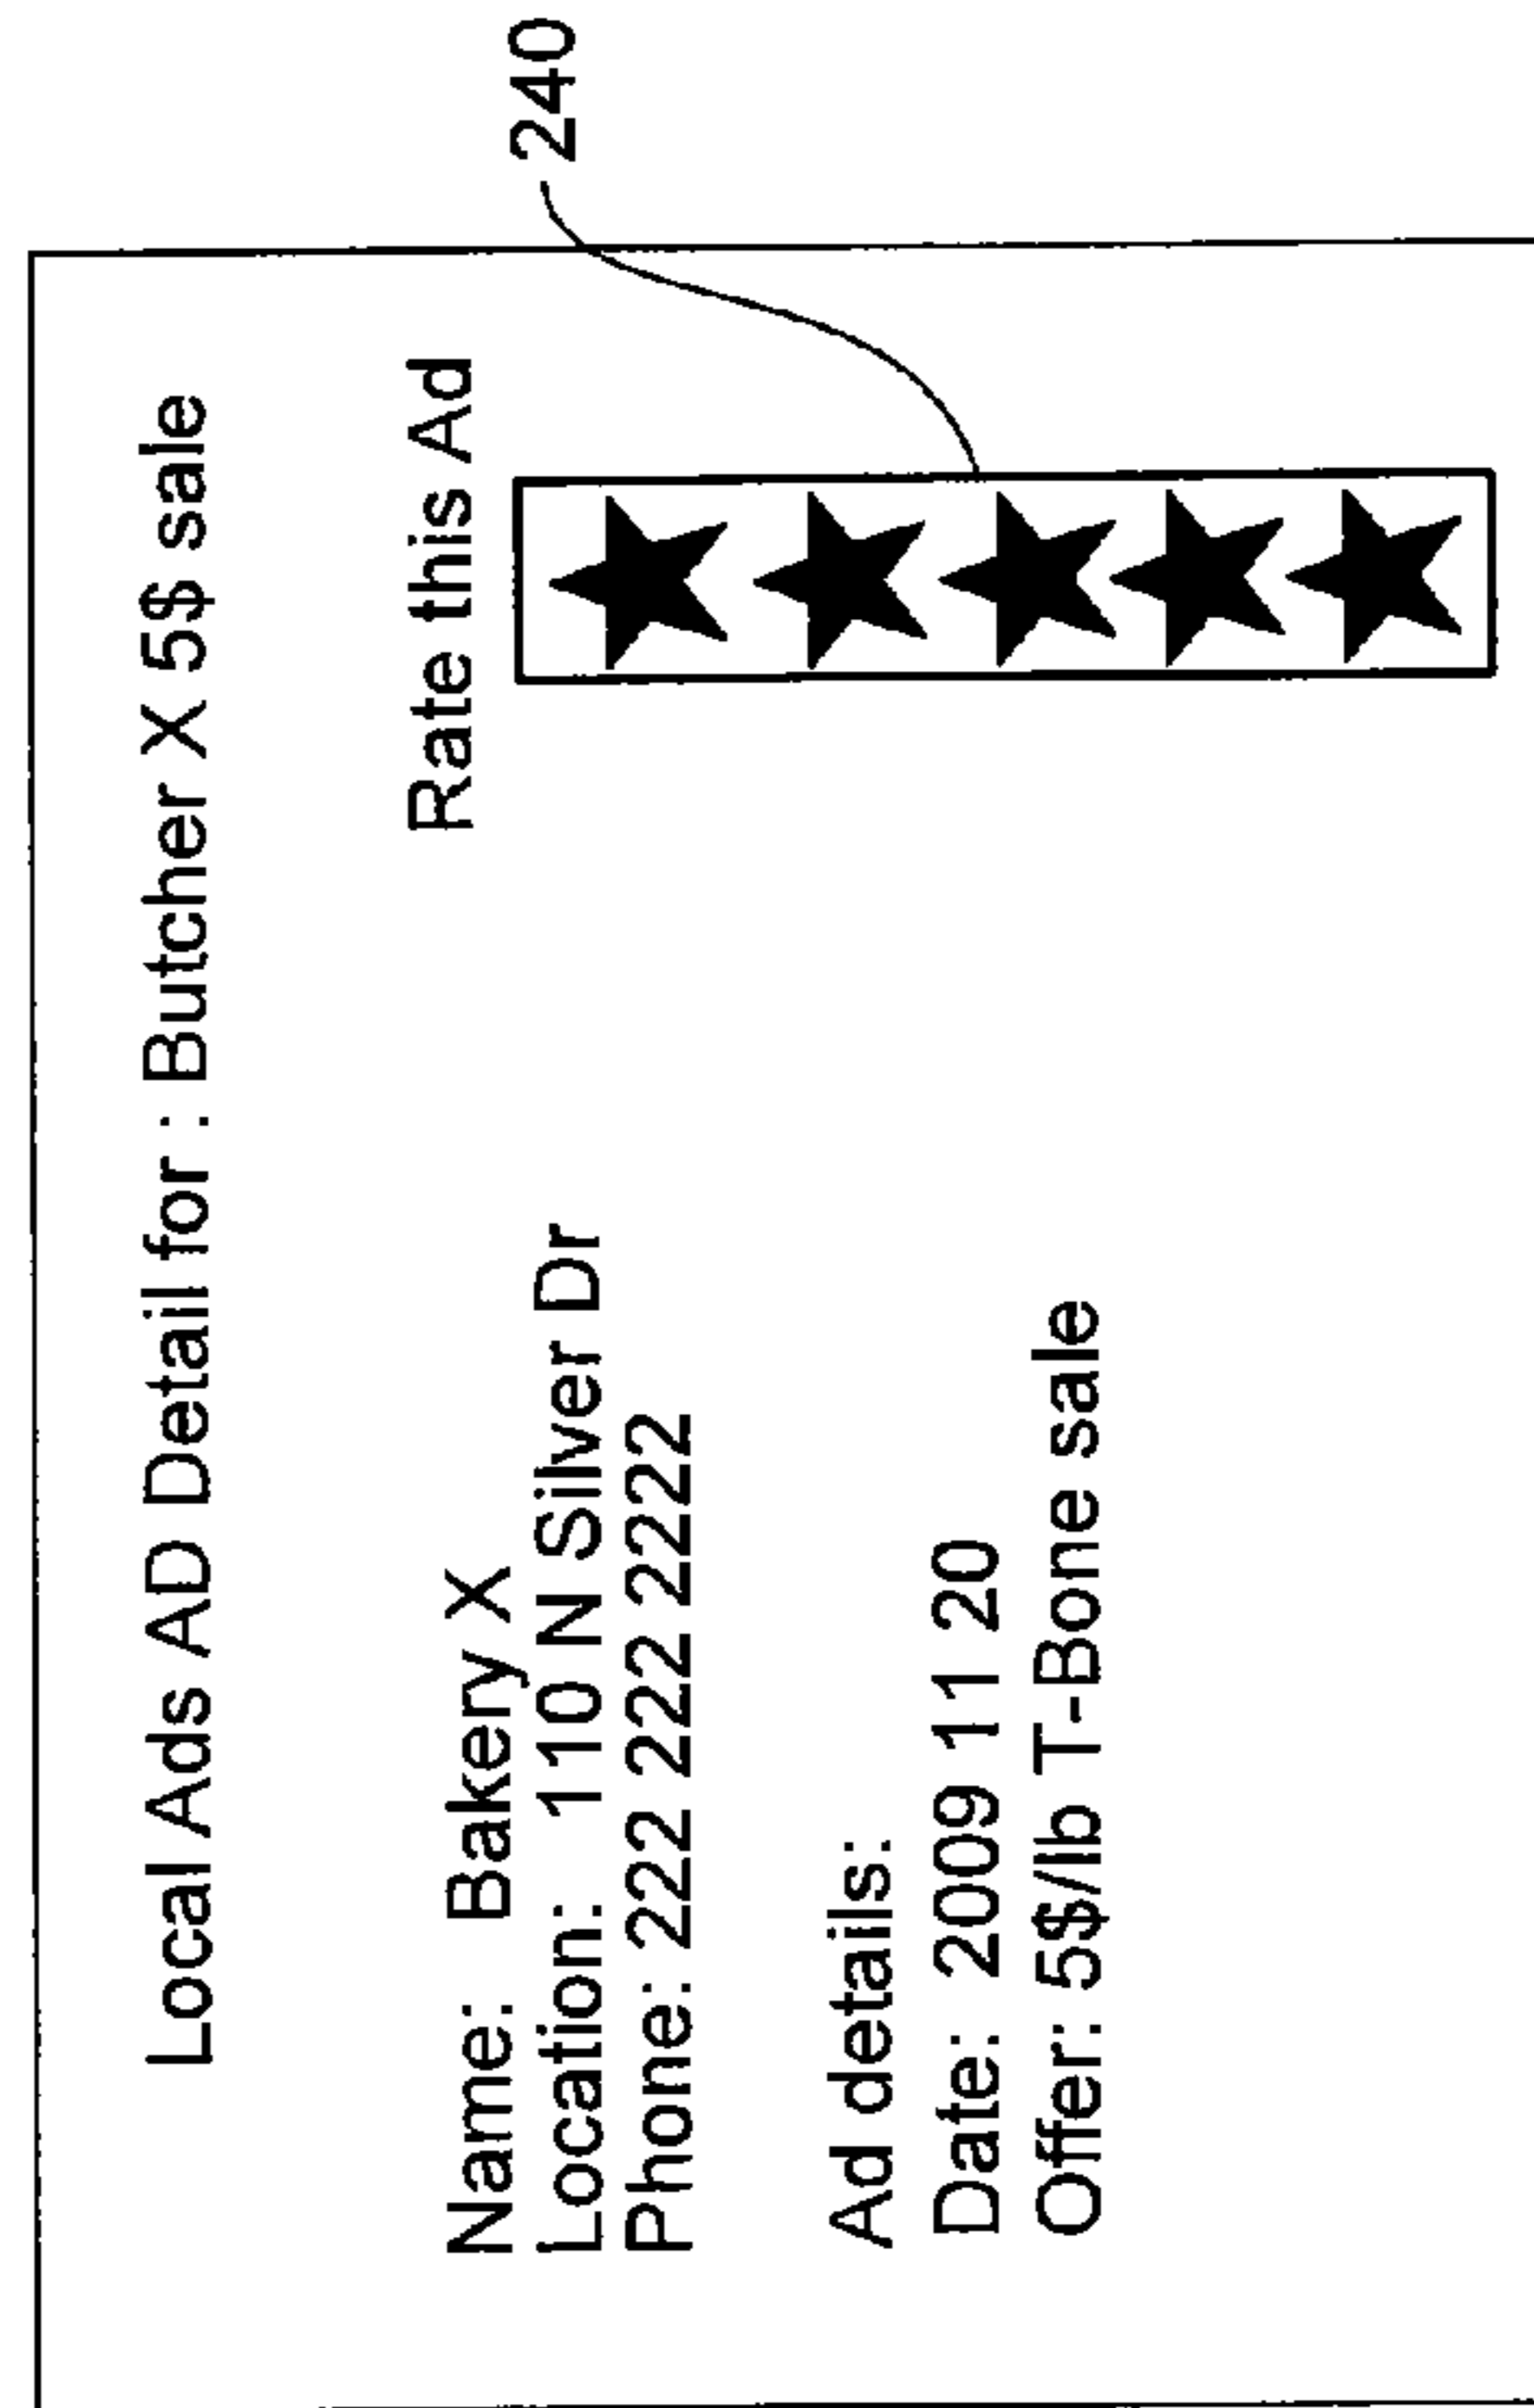 240
Local Ads AD Detail for : Butcher X 5$ sale
Rate this Ad
Name: Bakery X
Location: 110 N Silver Dr
Phone: 222 222 222 2222
Ad details:
Date: 2009 11 20
Offer: 5$/lb T-Bone sale